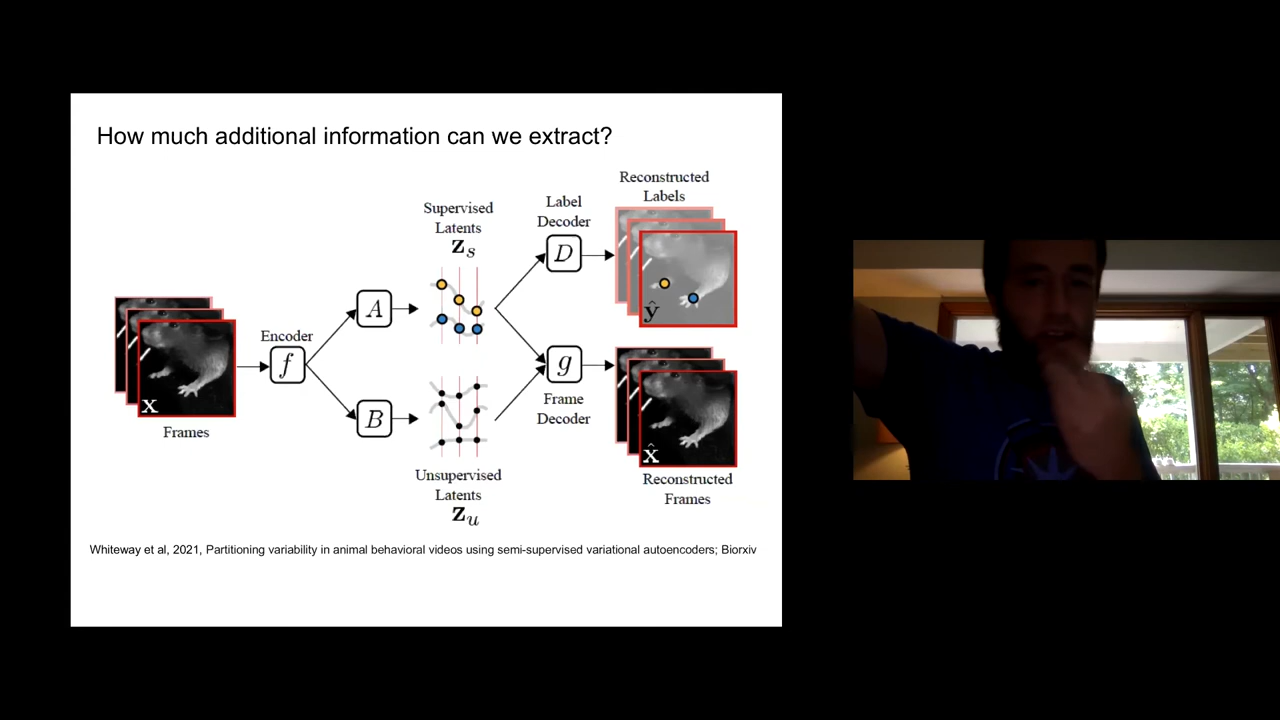 How much additional information can we extract?
Reconstructed
Labels
Label
Decoder
Supervised
Latents
z_s
D
ŷ
A
Encoder
f
x
Frames
g
Frame
Decoder
x̂
Reconstructed
Frames
B
Unsupervised
Latents
z_u
Whiteway et al, 2021, Partitioning variability in animal behavioral videos using semi-supervised variational autoencoders; Biorxiv